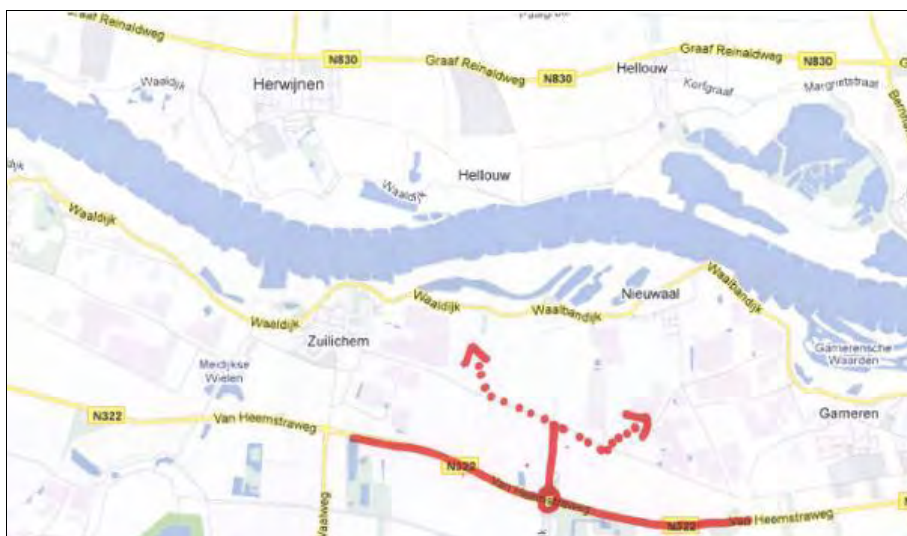 Graaf Reinaldweg
N830
Graaf Reinaldweg
N830
Graaf Reinaldweg
N830
Hellouw
Herwijnen
Waaldijk
Korfgraaf
Margrietstraat
Hellouw
Waaldijk
Waaldijk
Waaldijk
Waaldijk
Waalbandijk
Nieuwaal
Waalbandijk
Zuilichem
Meidijkse
Wielen
Gamerensche
Waarden
Gameren
N322
Van Heemstraweg
N322
Van Heemstraweg
N322
Van Heemstraweg
Waalweg